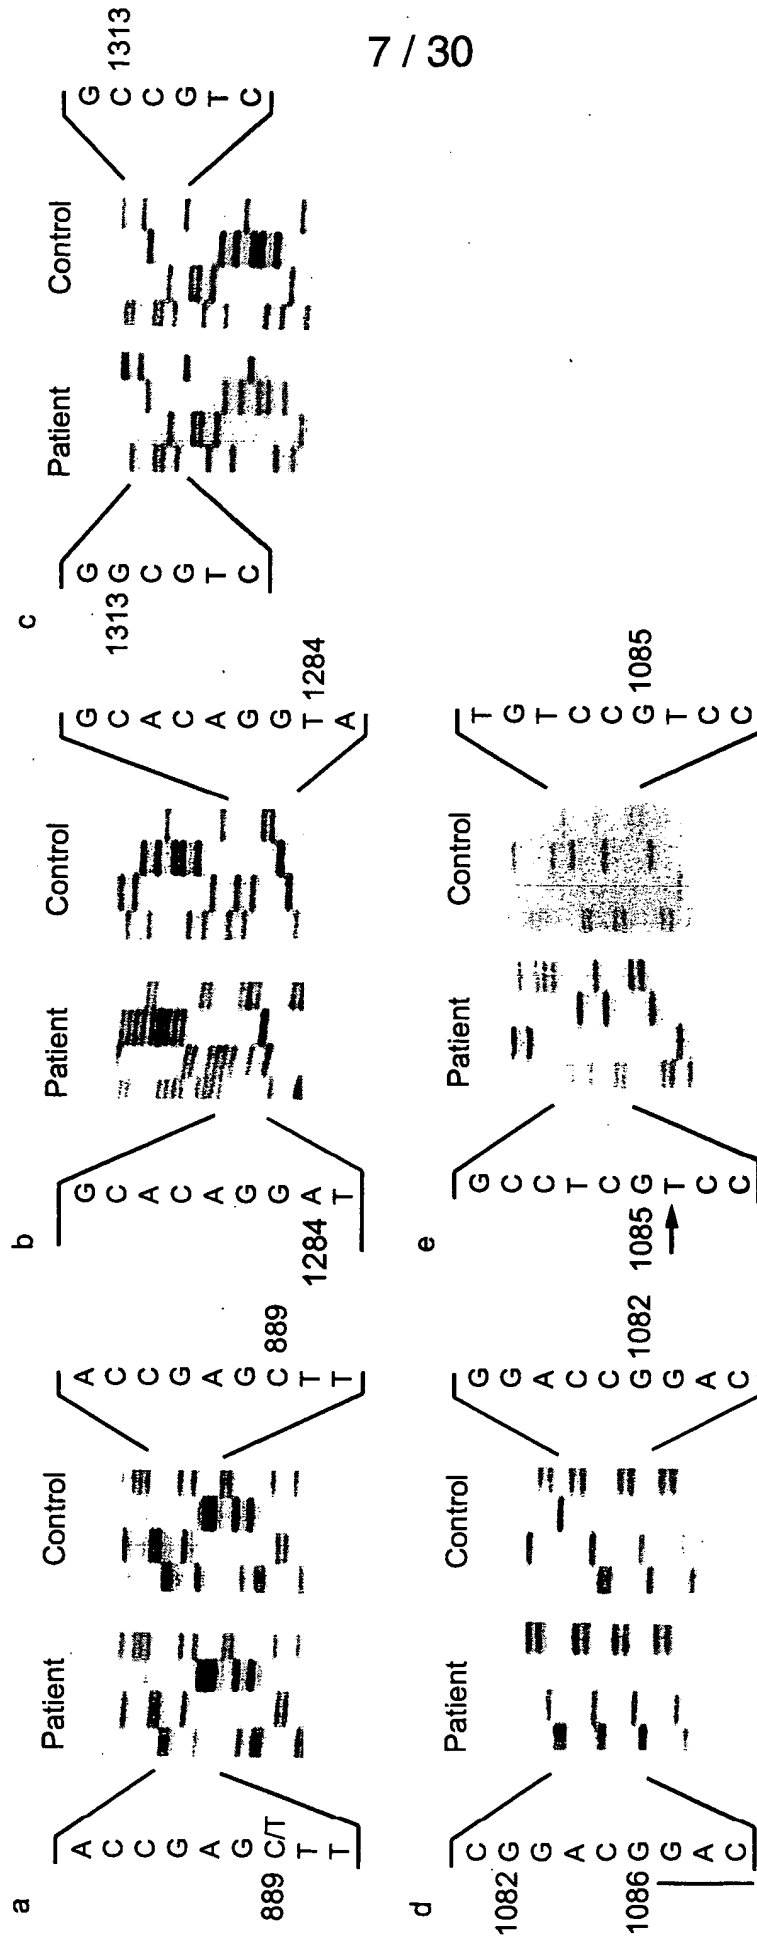 7 / 30
a
Patient
Control
A C C G A G C/T T T
889
A C C G A G C T T
889
b
Patient
Control
G C A C A G G A T
1284
G C A C A G G T A
1284
c
Patient
Control
G G C G T C
1313
G C C G T C
1313
d
Patient
Control
C G G A C G G A C
1082
1086
G G A C C G G A C
1082
e
Patient
Control
G C C T C G T C C
1085
T G T C C G T C C
1085